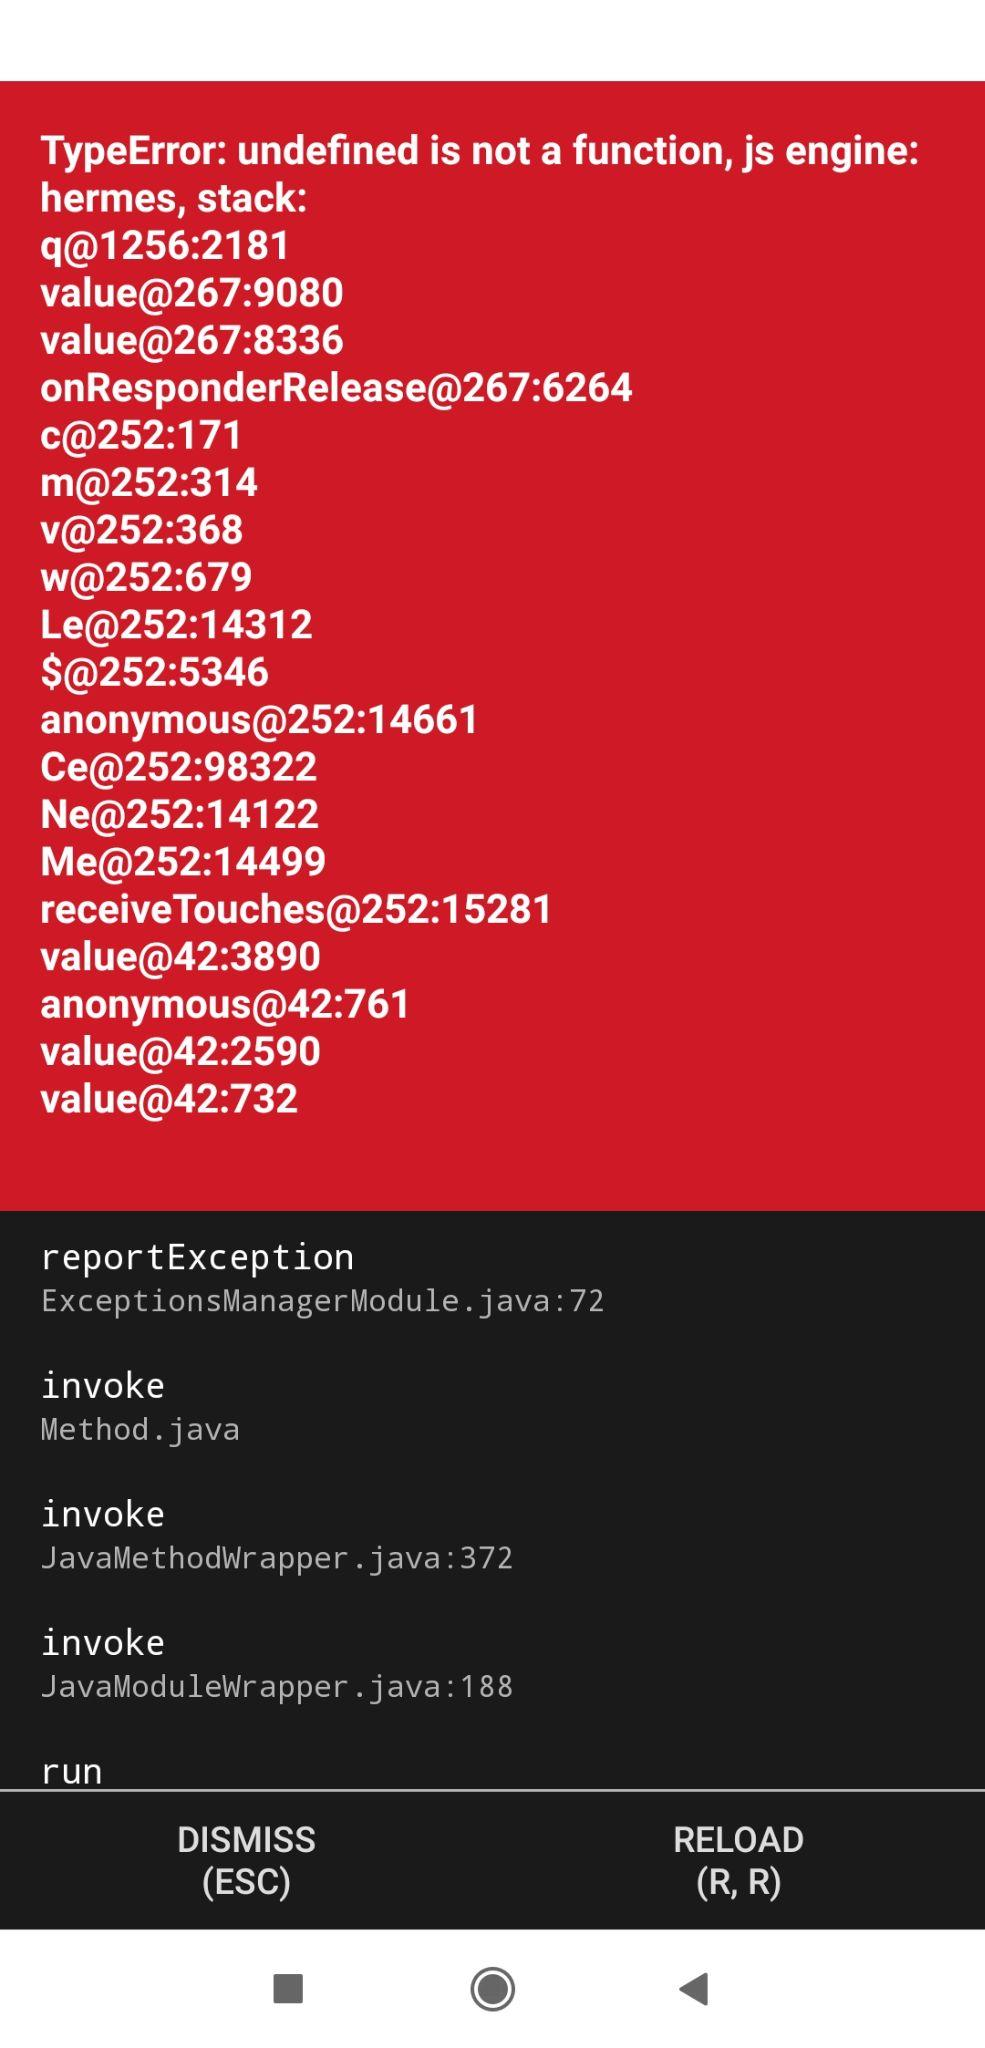 TypeError: undefined is not a function, js engine:
hermes, stack:
q@1256:2181
value@267:9080
value@267:8336
onResponderRelease@267:6264
c@252:171
m@252:314
v@252:368
w@252:679
Le@252:14312
$@252:5346
anonymous@252:14661
Ce@252:98322
Ne@252:14122
Me@252:14499
receiveTouches@252:15281
value@42:3890
anonymous@42:761
value@42:2590
value@42:732
reportException
ExceptionsManagerModule.java:72
invoke
Method.java
invoke
JavaMethodWrapper.java:372
invoke
JavaModuleWrapper.java:188
run
DISMISS
(ESC)
RELOAD
(R, R)